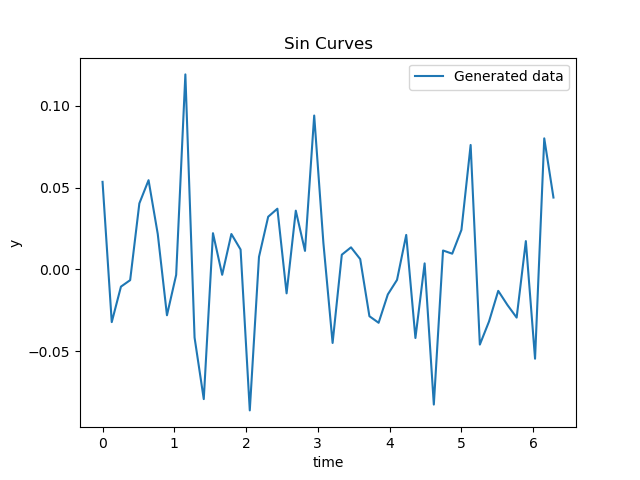 Sin Curves
Generated data
0.10
0.05
0.00
−0.05
y
0 1 2 3 4 5 6
time